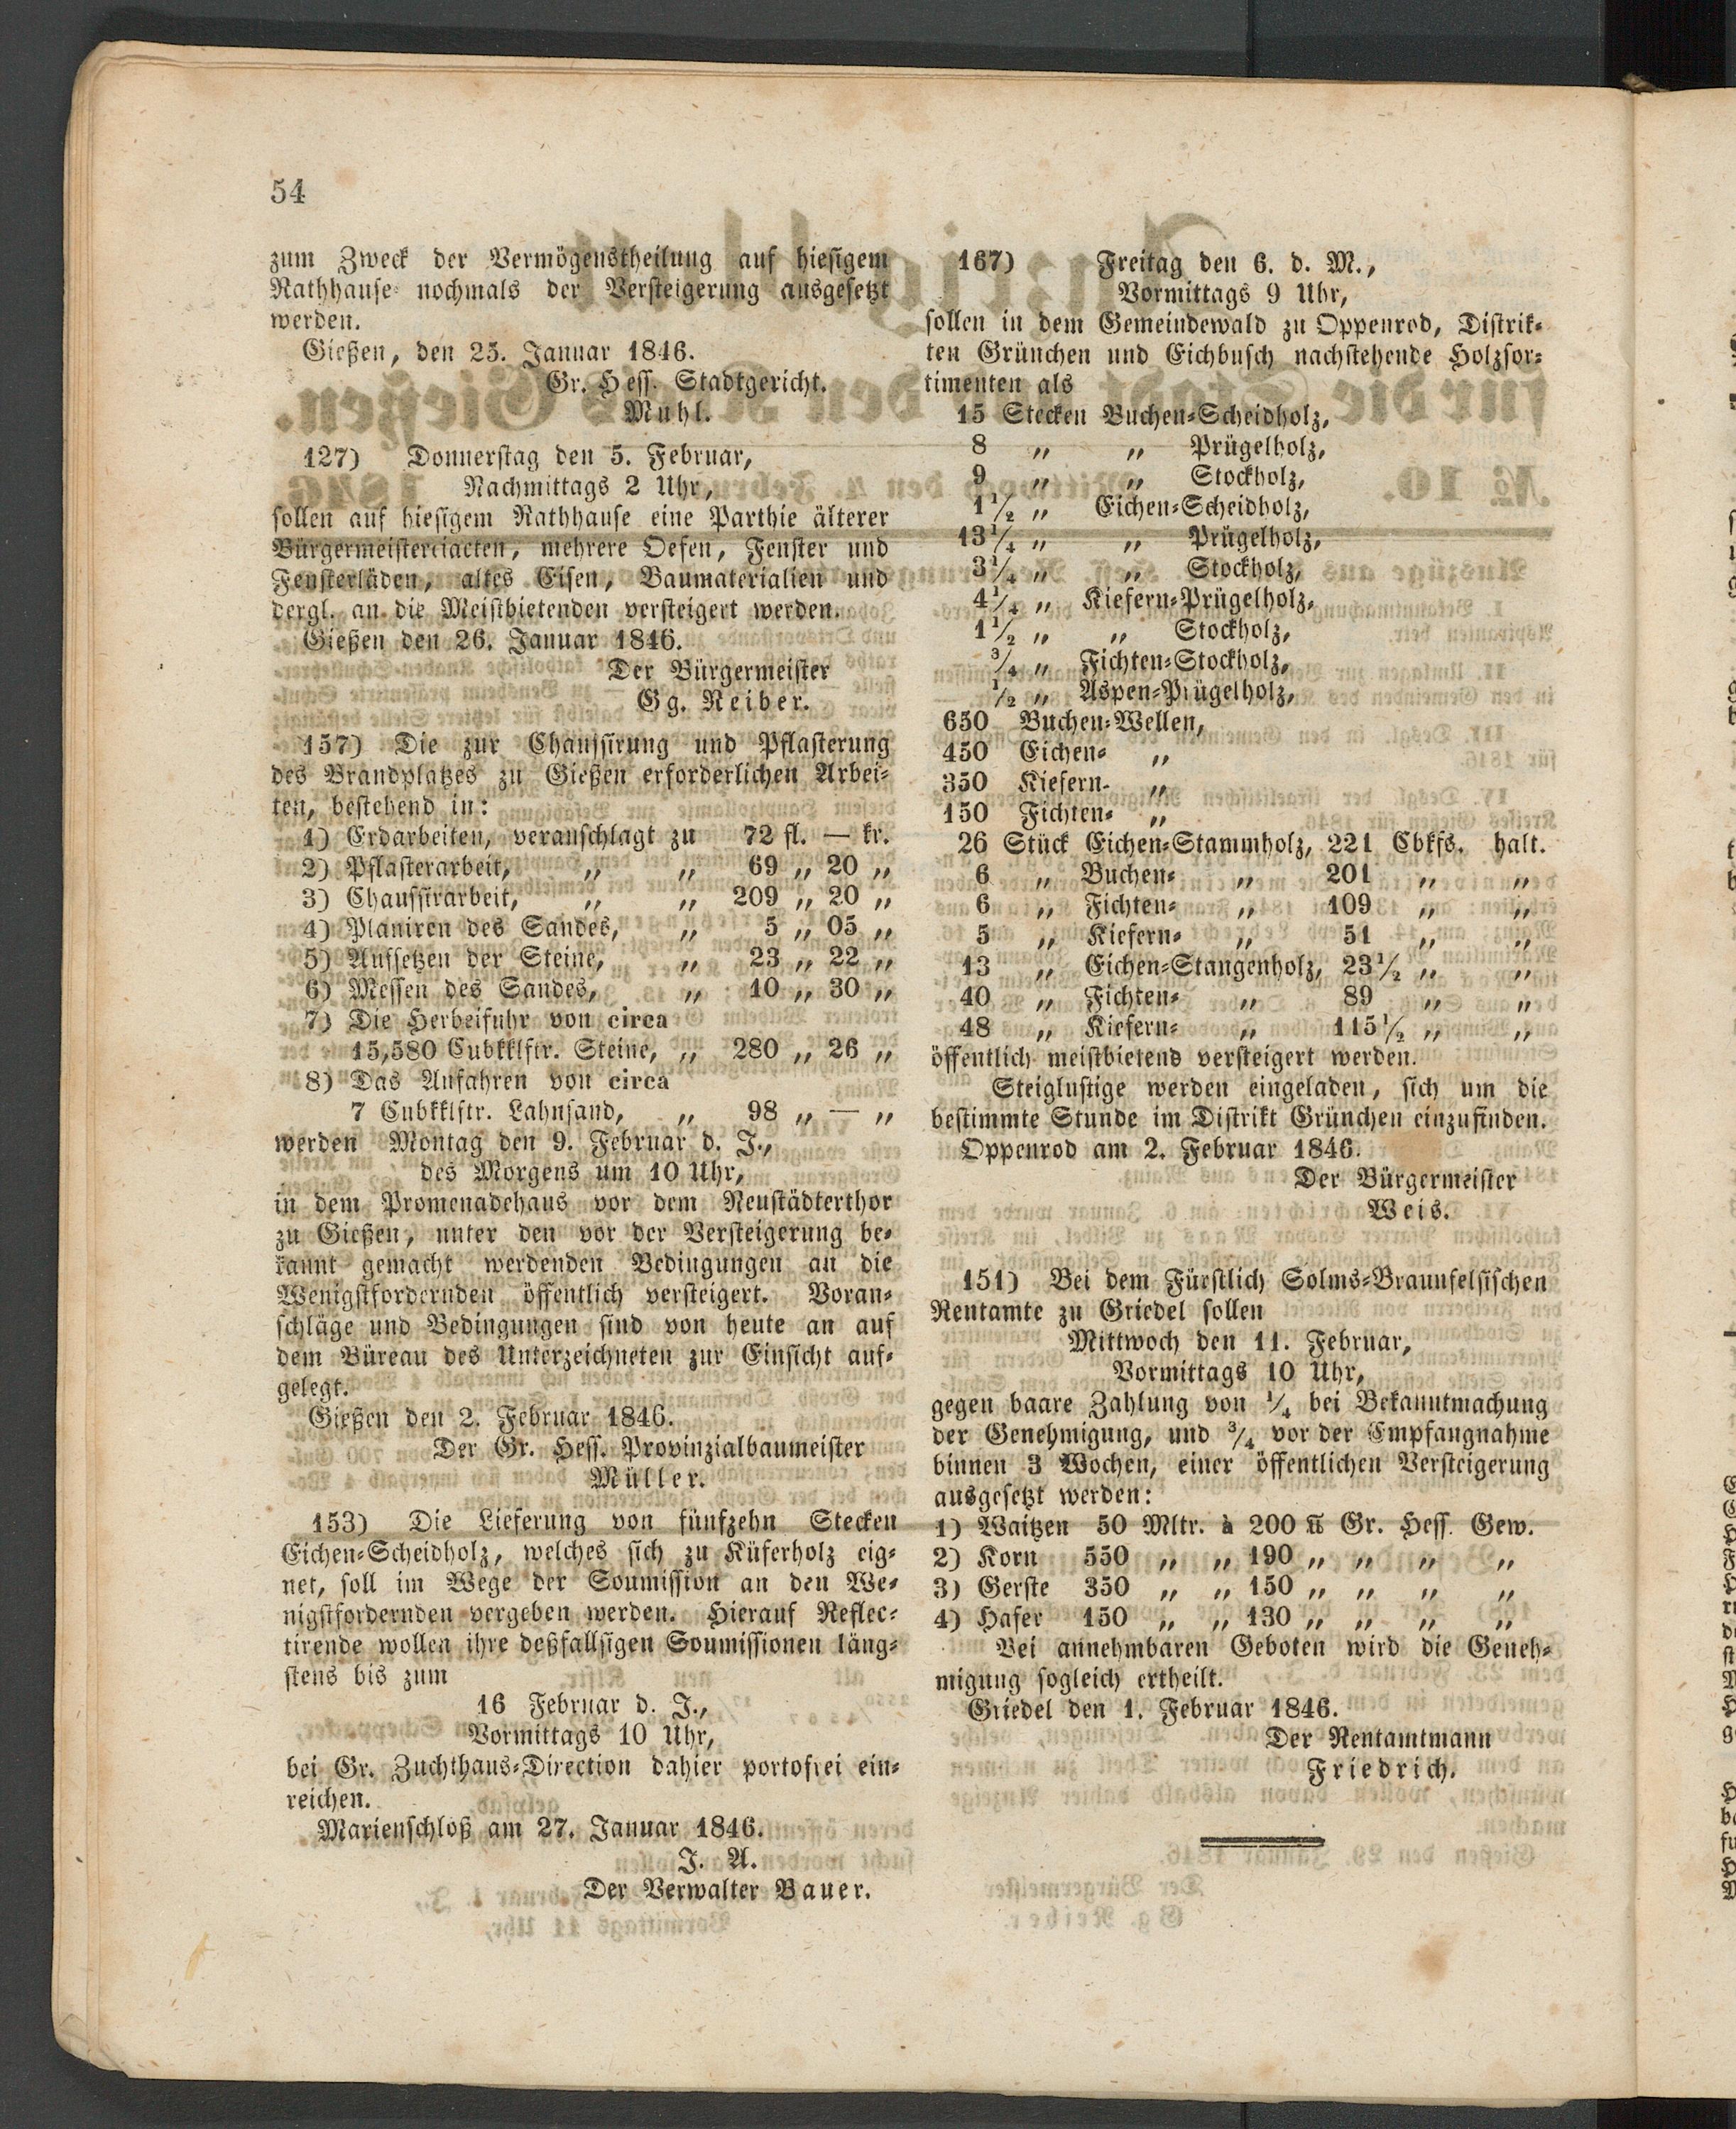 54
zum Zweck der Vermögenstheilung auf hiesigem
Rathhause nochmals der Versteigerung ausgesetzt
werden.
Gießen, den 25. Januar 1846.
Gr. Hess. Stadtgericht.
Muhl.
127) Donnerstag den 5. Februar,
Nachmittags 2 Uhr,
sollen auf hiesigem Rathhause eine Parthie älterer
Bürgermeistereiacten, mehrere Oefen, Fenster und
Fensterläden, altes Eisen, Baumaterialien und
dergl. an die Meistbietenden versteigert werden.
Gießen den 26. Januar 1846.
Der Bürgermeister
Gg. Reiber.
157) Die zur Chaussirung und Pflasterung
des Brandplatzes zu Gießen erforderlichen Arbei-
ten, bestehend in:
1) Erdarbeiten, veranschlagt zu 72 fl. — kr.
2) Pflasterarbeit, „ „ 69 „ 20 „
3) Chaussirarbeit, „ „ 209 „ 20 „
4) Planiren des Sandes, „ 5 „ 05 „
5) Aufsetzen der Steine, „ 23 „ 22 „
6) Messen des Sandes, „ 10 „ 30 „
7) Die Herbeifuhr von circa
15,580 Cubkklftr. Steine, „ 280 „ 26 „
8) Das Anfahren von circa
7 Cubkklftr. Lahnsand, „ 98 „ — „
werden Montag den 9. Februar d. J.,
des Morgens um 10 Uhr,
in dem Promenadehaus vor dem Neustädterthor
zu Gießen, unter den vor der Versteigerung be-
kannt gemacht werdenden Bedingungen an die
Wenigstfordernden öffentlich versteigert. Voran-
schläge und Bedingungen sind von heute an auf
dem Büreau des Unterzeichneten zur Einsicht auf-
gelegt.
Gießen den 2. Februar 1846.
Der Gr. Hess. Provinzialbaumeister
Müller.
153) Die Lieferung von fünfzehn Stecken
Eichen-Scheidholz, welches sich zu Küferholz eig-
net, soll im Wege der Soumission an den We-
nigstfordernden vergeben werden. Hierauf Reflec-
tirende wollen ihre deßfallsigen Soumissionen läng-
stens bis zum
16 Februar d. J.,
Vormittags 10 Uhr,
bei Gr. Zuchthaus-Direction dahier portofrei ein-
reichen.
Marienschloß am 27. Januar 1846.
J. A.
Der Verwalter Bauer.
167) Freitag den 6. d. M.,
Vormittags 9 Uhr,
sollen in dem Gemeindewald zu Oppenrod, Distrik-
ten Grünchen und Eichbusch nachstehende Holzsor-
timenten als
15 Stecken Buchen-Scheidholz,
8 „ „ Prügelholz,
9 „ „ Stockholz,
1½ „ Eichen-Scheidholz,
13¼ „ „ Prügelholz,
3¼ „ „ Stockholz,
4¼ „ Kiefern-Prügelholz,
1½ „ „ Stockholz,
¾ „ Fichten-Stockholz,
½ „ Aspen-Prügelholz,
650 Buchen-Wellen,
450 Eichen- „
350 Kiefern- „
150 Fichten- „
26 Stück Eichen-Stammholz, 221 Cbkfs. halt.
6 „ Buchen- „ 201 „ „
6 „ Fichten- „ 109 „ „
5 „ Kiefern- „ 51 „ „
13 „ Eichen-Stangenholz, 23½ „ „
40 „ Fichten- „ 89 „ „
48 „ Kiefern- „ 115½ „ „
öffentlich meistbietend versteigert werden.
Steiglustige werden eingeladen, sich um die
bestimmte Stunde im Distrikt Grünchen einzufinden.
Oppenrod am 2. Februar 1846.
Der Bürgermeister
Weis.
151) Bei dem Fürstlich Solms-Braunfelsischen
Rentamte zu Griedel sollen
Mittwoch den 11. Februar,
Vormittags 10 Uhr,
gegen baare Zahlung von ¼ bei Bekanntmachung
der Genehmigung, und ¾ vor der Empfangnahme
binnen 3 Wochen, einer öffentlichen Versteigerung
ausgesetzt werden:
1) Waitzen 50 Mltr. à 200 ℔ Gr. Hess. Gew.
2) Korn 550 „ „ 190 „ „ „ „
3) Gerste 350 „ „ 150 „ „ „ „
4) Hafer 150 „ „ 130 „ „ „ „
Bei annehmbaren Geboten wird die Geneh-
migung sogleich ertheilt.
Griedel den 1. Februar 1846.
Der Rentamtmann
Friedrich.